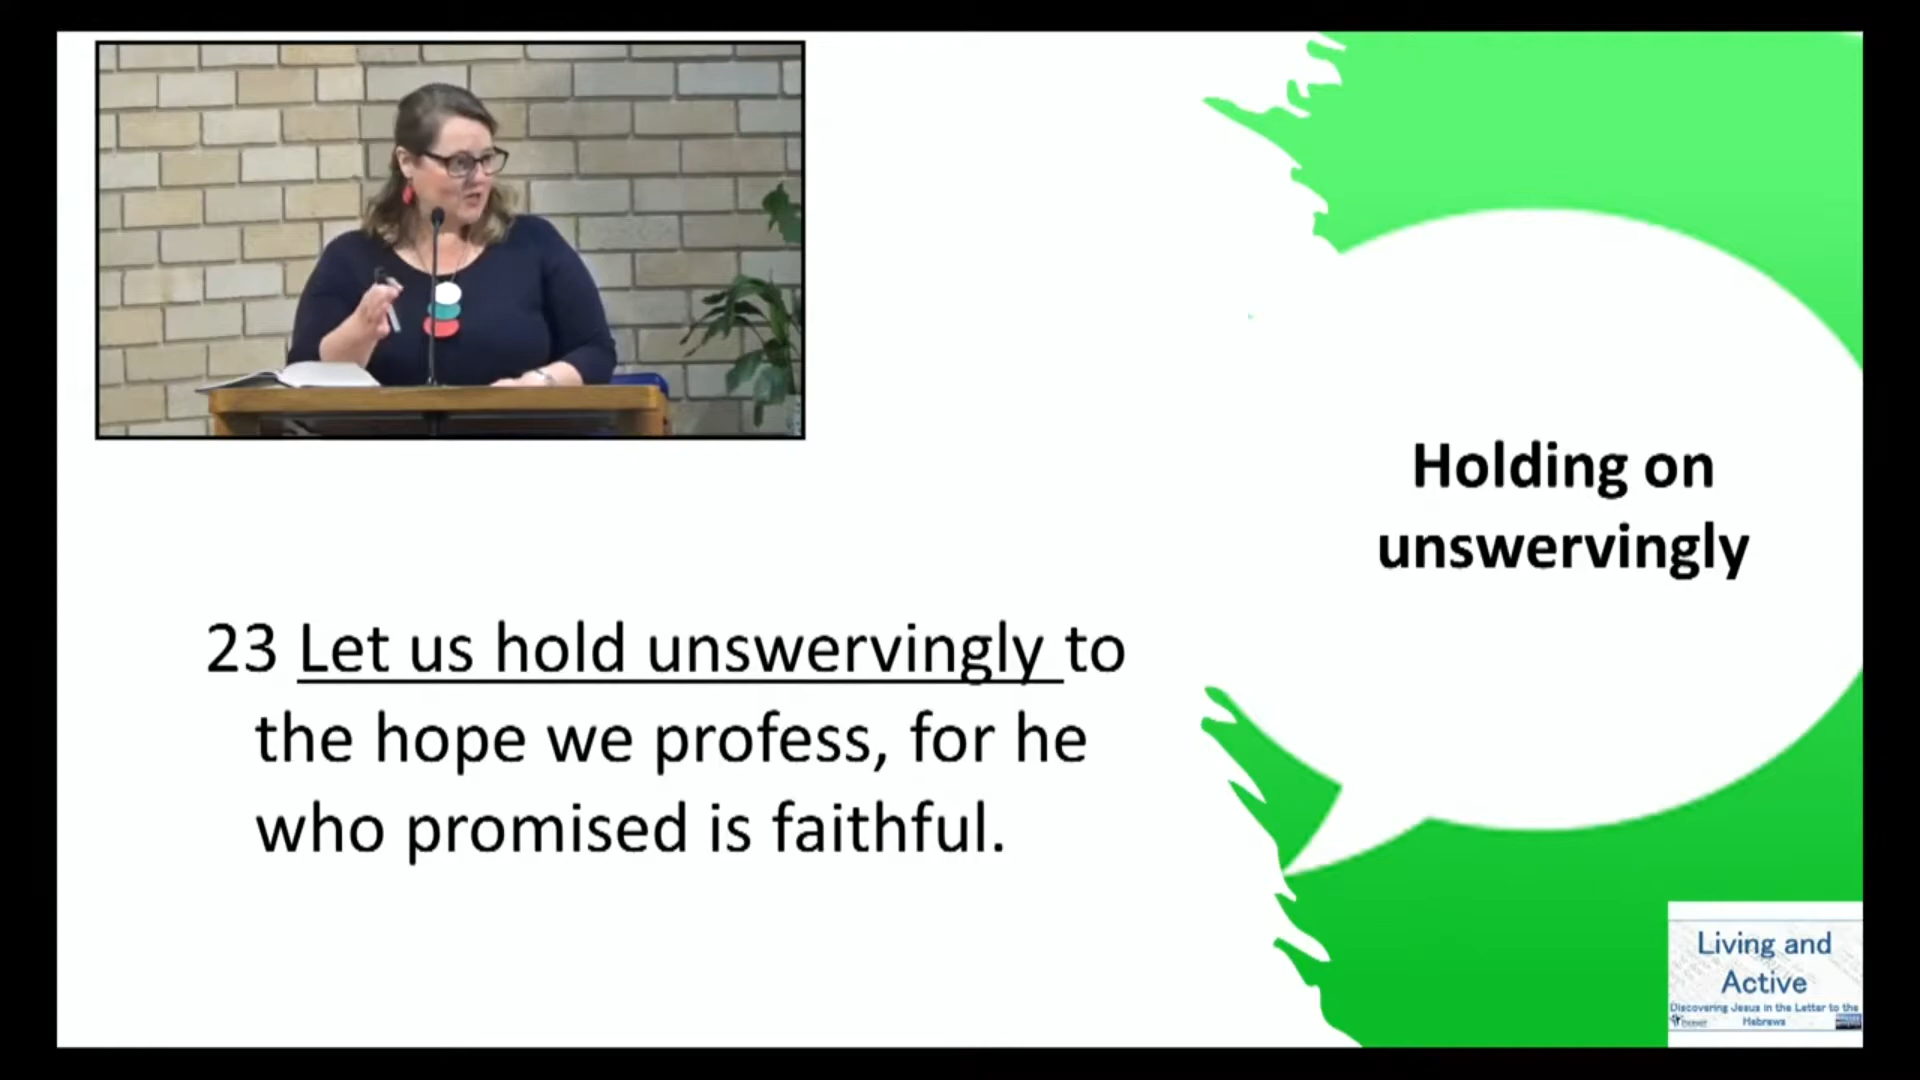 Holding on
unswervingly
23 Let us hold unswervingly to
the hope we profess, for he
who promised is faithful.
Living and
Active
Discovering Jesus in the Letter to the
Hebrews